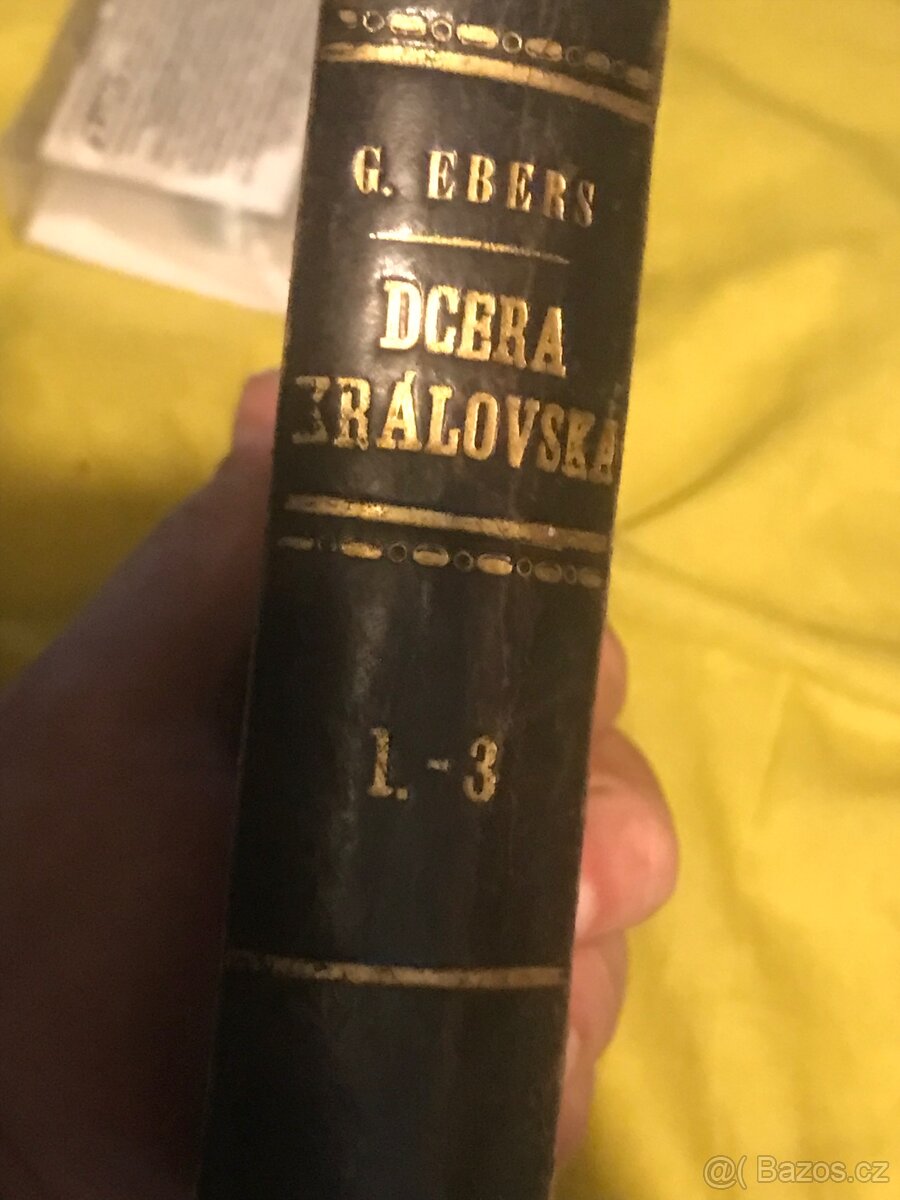 G. EBERS
DCERA
KRÁLOVSKÁ
1.-3
@( Bazos.cz